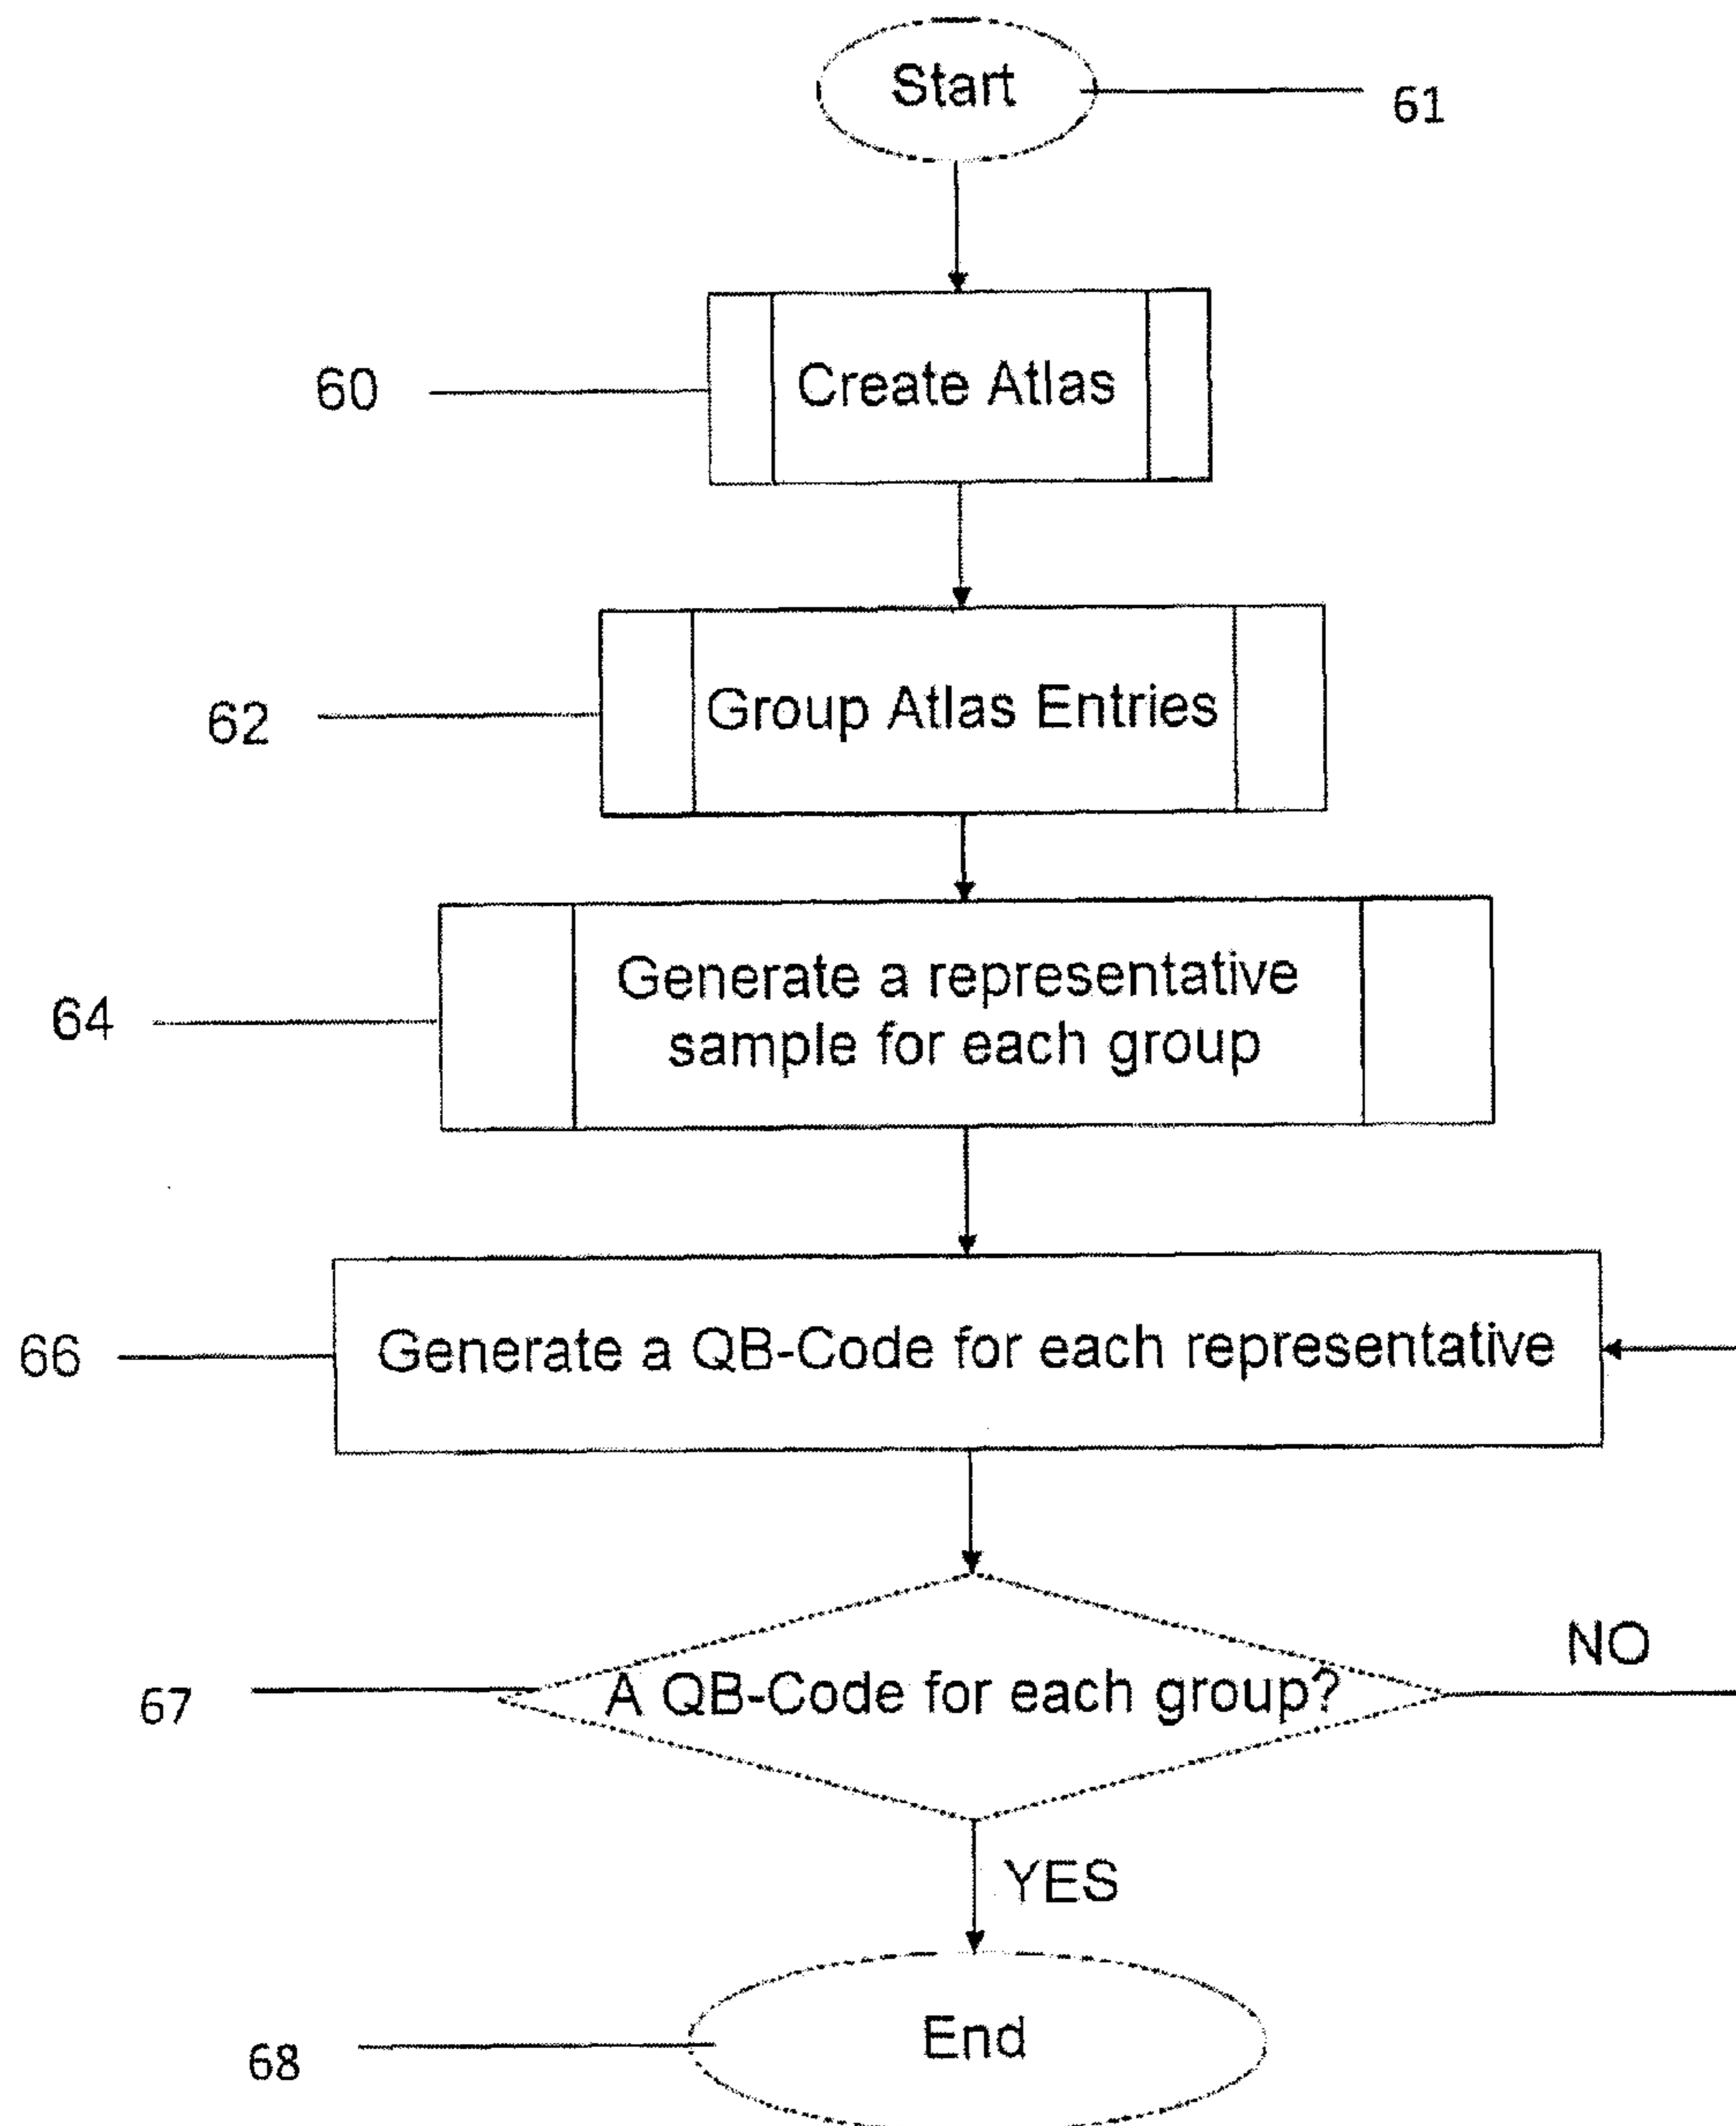 Start
61
60
Create Atlas
62
Group Atlas Entries
64
Generate a representative
sample for each group
66
Generate a QB-Code for each representative
67
A QB-Code for each group?
NO
YES
68
End